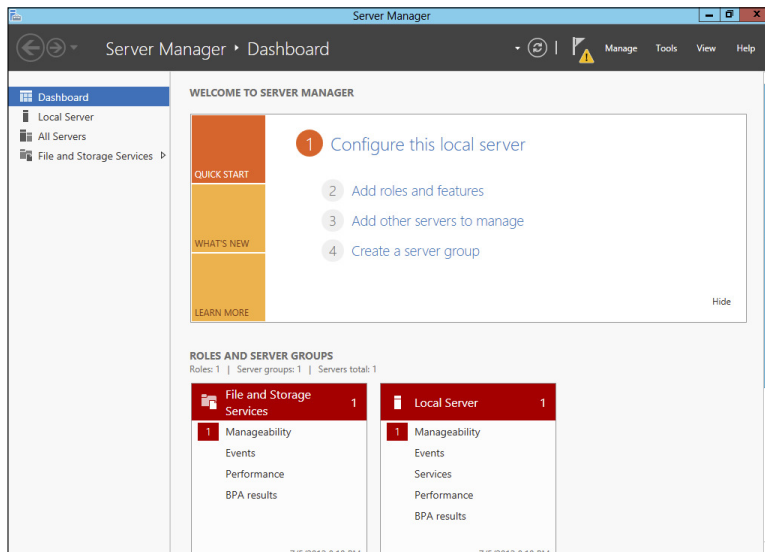 Server Manager
Server Manager • Dashboard
Manage Tools View Help
Dashboard
Local Server
All Servers
File and Storage Services
WELCOME TO SERVER MANAGER
QUICK START
WHAT'S NEW
LEARN MORE
1 Configure this local server
2 Add roles and features
3 Add other servers to manage
4 Create a server group
Hide
ROLES AND SERVER GROUPS
Roles: 1 | Server groups: 1 | Servers total: 1
File and Storage
Services 1
1 Manageability
Events
Performance
BPA results
Local Server 1
1 Manageability
Events
Services
Performance
BPA results